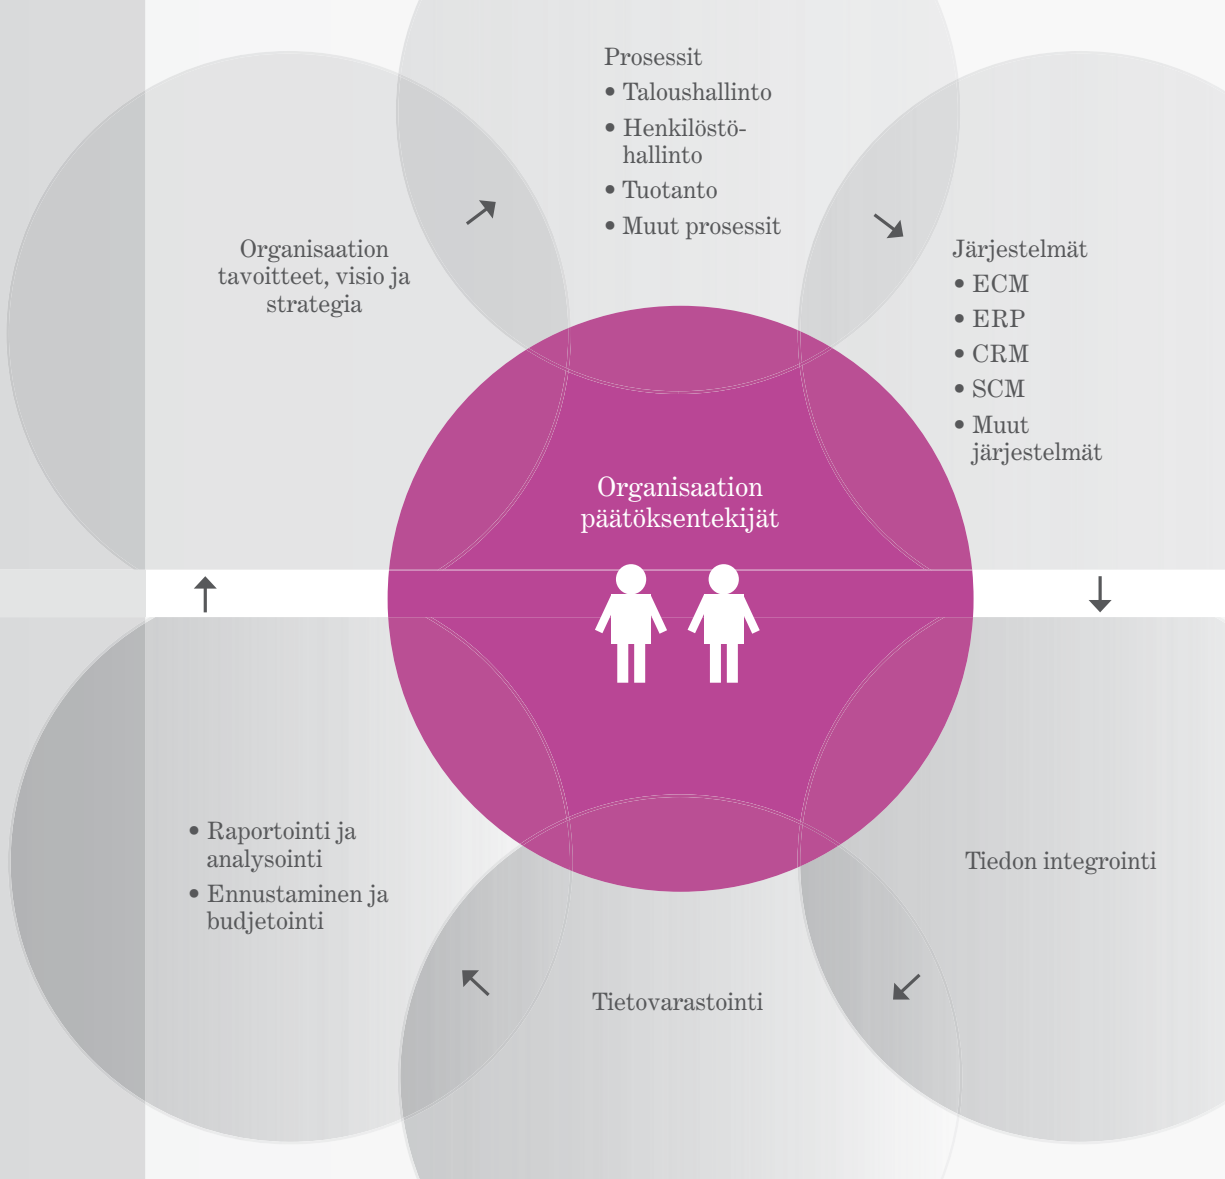 Prosessit
• Taloushallinto
• Henkilöstö-
hallinto
• Tuotanto
• Muut prosessit
Organisaation
tavoitteet, visio ja
strategia
Järjestelmät
• ECM
• ERP
• CRM
• SCM
• Muut
järjestelmät
Organisaation
päätöksentekijät
• Raportointi ja
analysointi
• Ennustaminen ja
budjetointi
Tiedon integrointi
Tietovarastointi